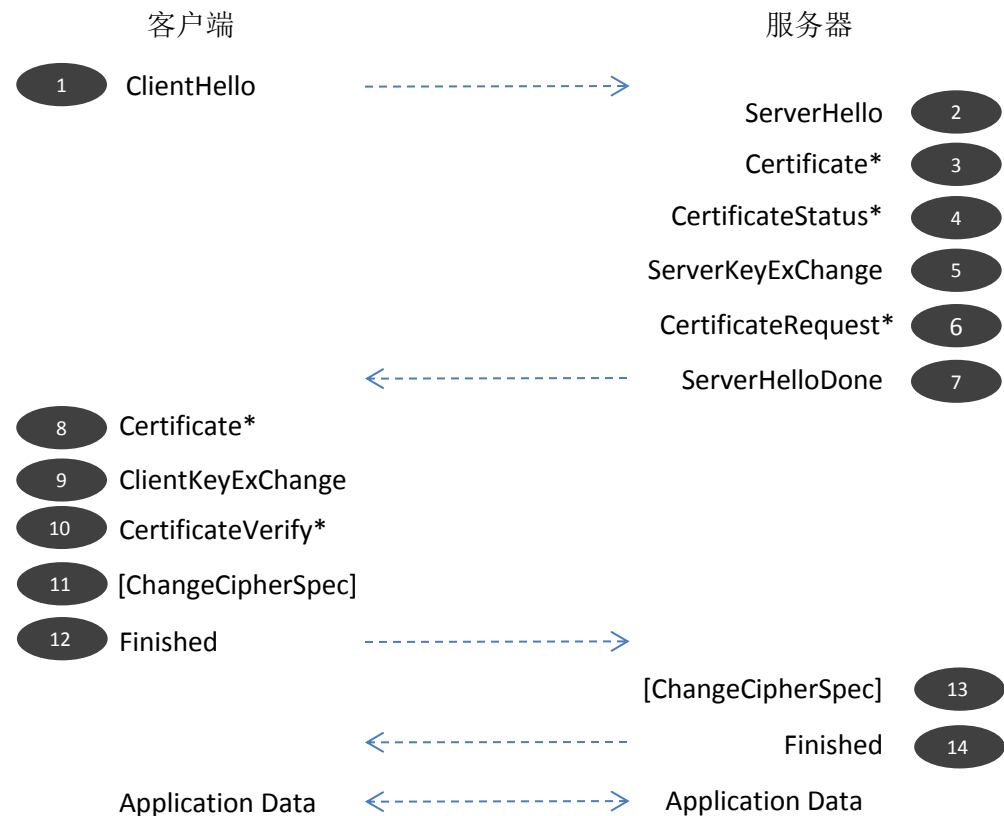 客户端 服务器
1 ClientHello
ServerHello 2
Certificate* 3
CertificateStatus* 4
ServerKeyExChange 5
CertificateRequest* 6
ServerHelloDone 7
8 Certificate*
9 ClientKeyExChange
10 CertificateVerify*
11 [ChangeCipherSpec]
12 Finished
[ChangeCipherSpec] 13
Finished 14
Application Data Application Data